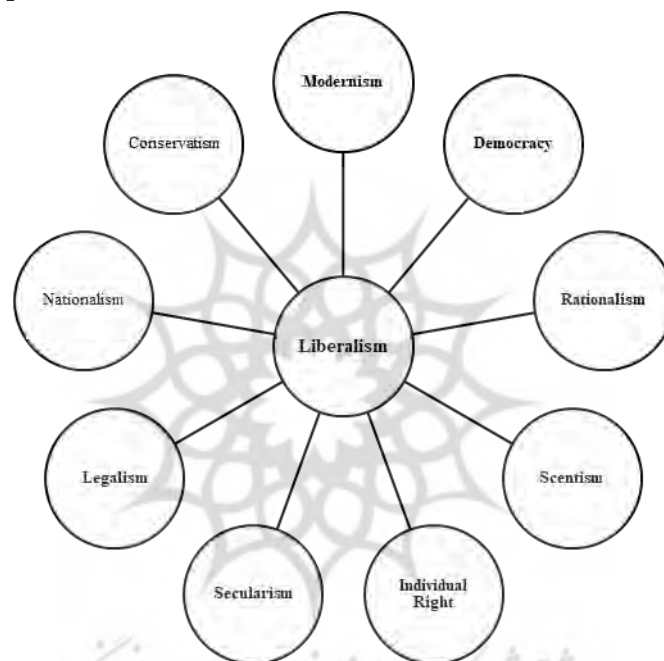 Modernism
Democracy
Rationalism
Scentism
Individual
Right
Secularism
Legalism
Nationalism
Conservatism
Liberalism